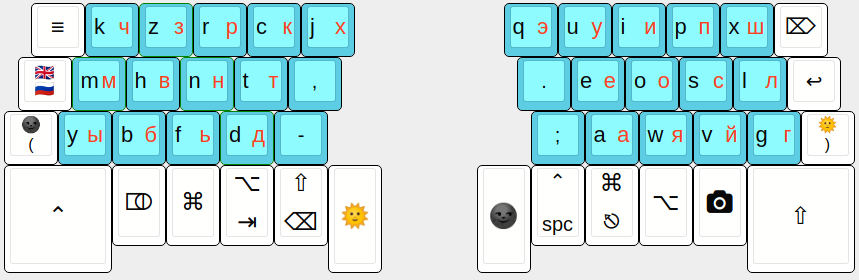 ≡ k ч z з r р c к j х q э u у i и p п x ш ⌦
🇬🇧 🇷🇺 m м h в n н t т , . e е o о s с l л ↩
🌚 ( y ы b б f ь d д - ; a а w я v й g г 🌞 )
⌃ ⎄ ⌘ ⌥ ⇥ ⇧ ⌫ 🌞 🌚 ⌃ spc ⌘ ⎋ ⌥ 📷 ⇧